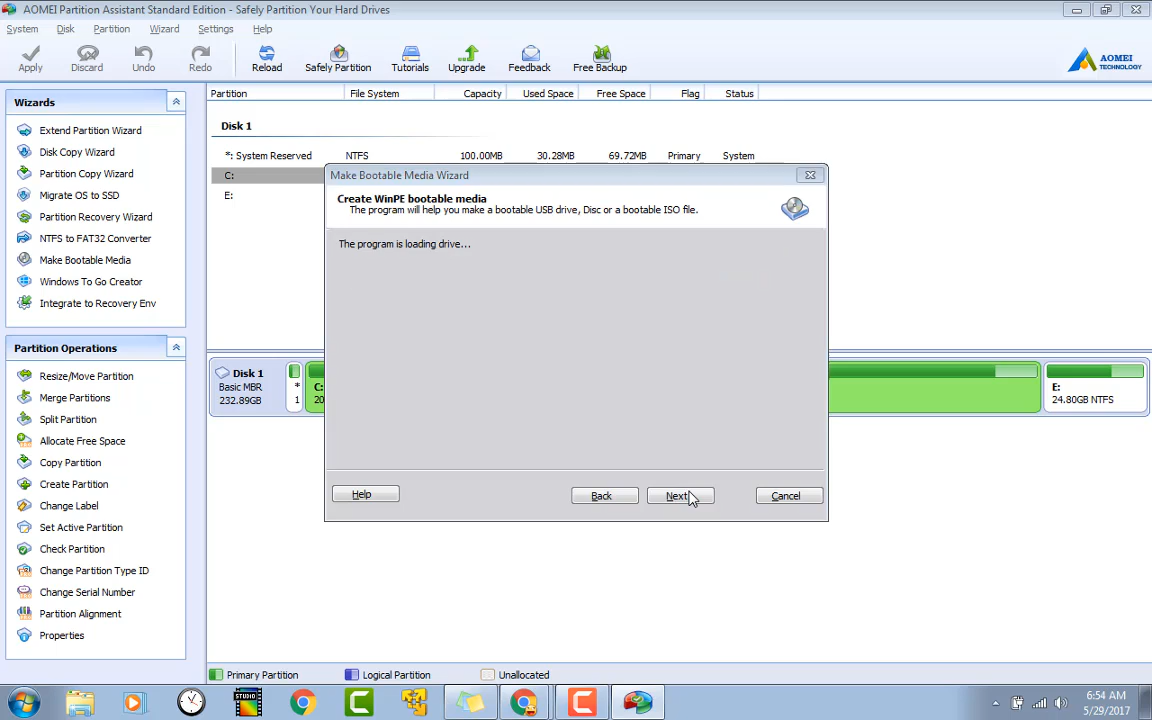 AOMEI Partition Assistant Standard Edition - Safely Partition Your Hard Drives
System Disk Partition Wizard Settings Help
Apply Discard Undo Redo Reload Safely Partition Tutorials Upgrade Feedback Free Backup
AOMEI
TECHNOLOGY
Wizards
Extend Partition Wizard
Disk Copy Wizard
Partition Copy Wizard
Migrate OS to SSD
Partition Recovery Wizard
NTFS to FAT32 Converter
Make Bootable Media
Windows To Go Creator
Integrate to Recovery Env
Partition Operations
Resize/Move Partition
Merge Partitions
Split Partition
Allocate Free Space
Copy Partition
Create Partition
Change Label
Set Active Partition
Check Partition
Change Partition Type ID
Change Serial Number
Partition Alignment
Properties
Partition File System Capacity Used Space Free Space Flag Status
Disk 1
*: System Reserved NTFS 100.00MB 30.28MB 69.72MB Primary System
C:
E:
Make Bootable Media Wizard
Create WinPE bootable media
The program will help you make a bootable USB drive, Disc or a bootable ISO file.
The program is loading drive...
Help Back Next Cancel
Disk 1
Basic MBR
232.89GB
*
1
C:
20
E:
24.80GB NTFS
Primary Partition Logical Partition Unallocated
STUDIO
6:54 AM
5/29/2017